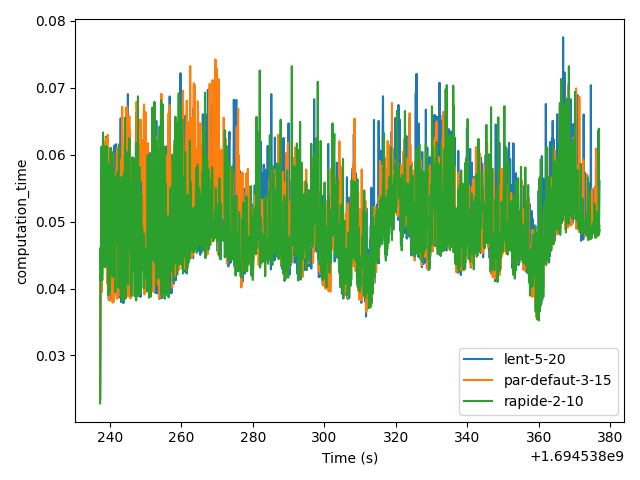 0.08
0.07
0.06
0.05
0.04
0.03
computation_time
240 260 280 300 320 340 360 380
Time (s)
+1.694538e9
lent-5-20
par-defaut-3-15
rapide-2-10